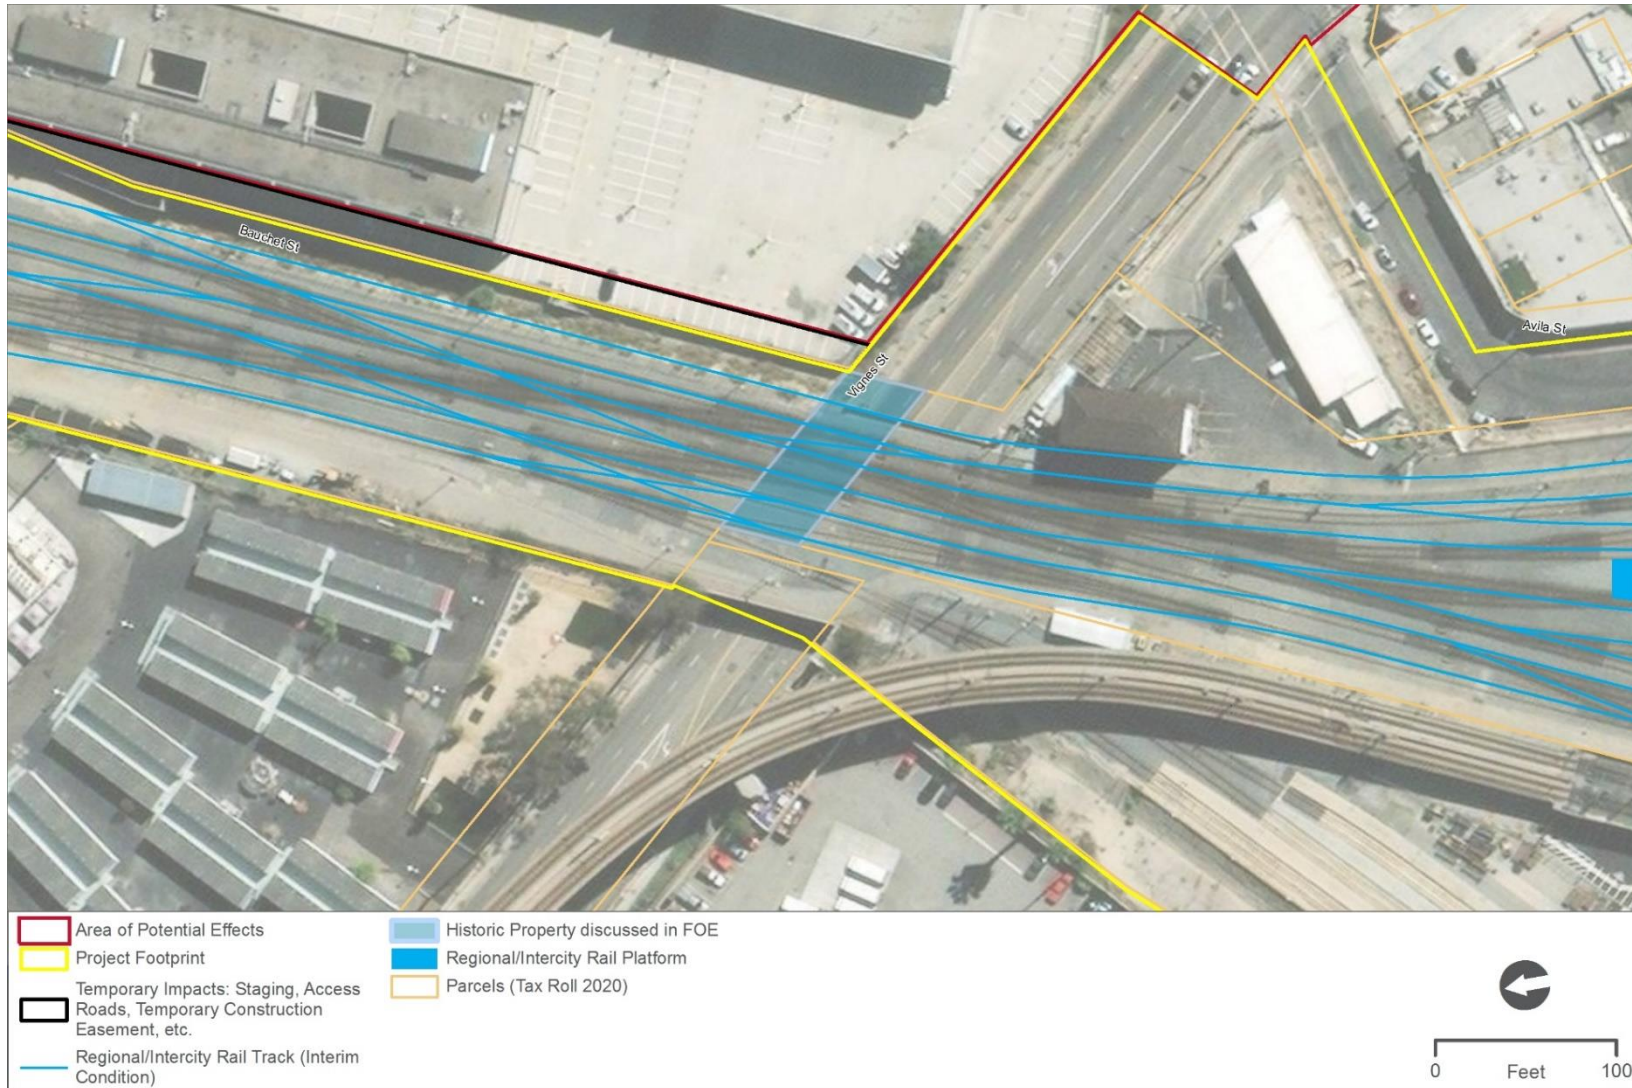 Bauchet St
Vignes St
Avila St
Area of Potential Effects
Project Footprint
Temporary Impacts: Staging, Access
Roads, Temporary Construction
Easement, etc.
Regional/Intercity Rail Track (Interim
Condition)
Historic Property discussed in FOE
Regional/Intercity Rail Platform
Parcels (Tax Roll 2020)
0 Feet 100